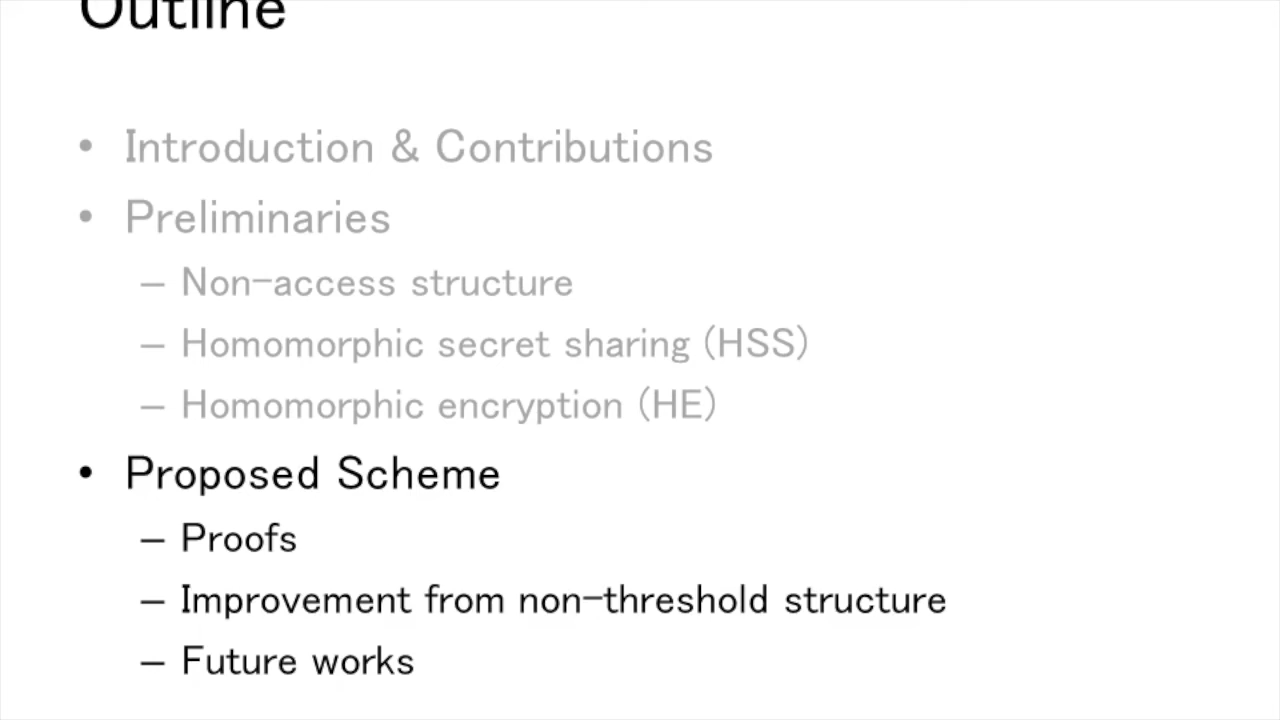 Outline
• Introduction & Contributions
• Preliminaries
– Non-access structure
– Homomorphic secret sharing (HSS)
– Homomorphic encryption (HE)
• Proposed Scheme
– Proofs
– Improvement from non-threshold structure
– Future works